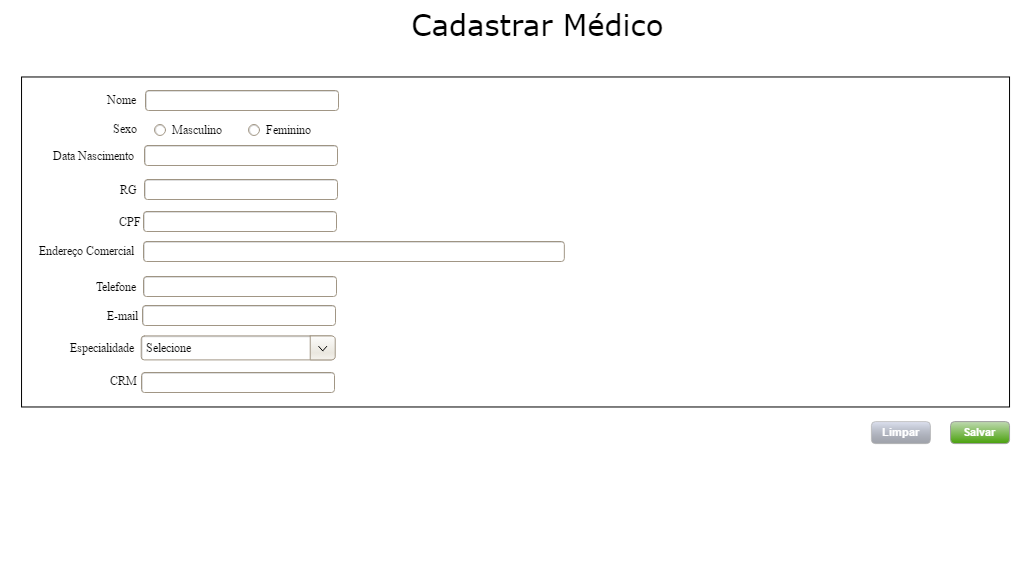 Cadastrar Médico
Nome
Sexo Masculino Feminino
Data Nascimento
RG
CPF
Endereço Comercial
Telefone
E-mail
Especialidade Selecione
CRM
Limpar Salvar